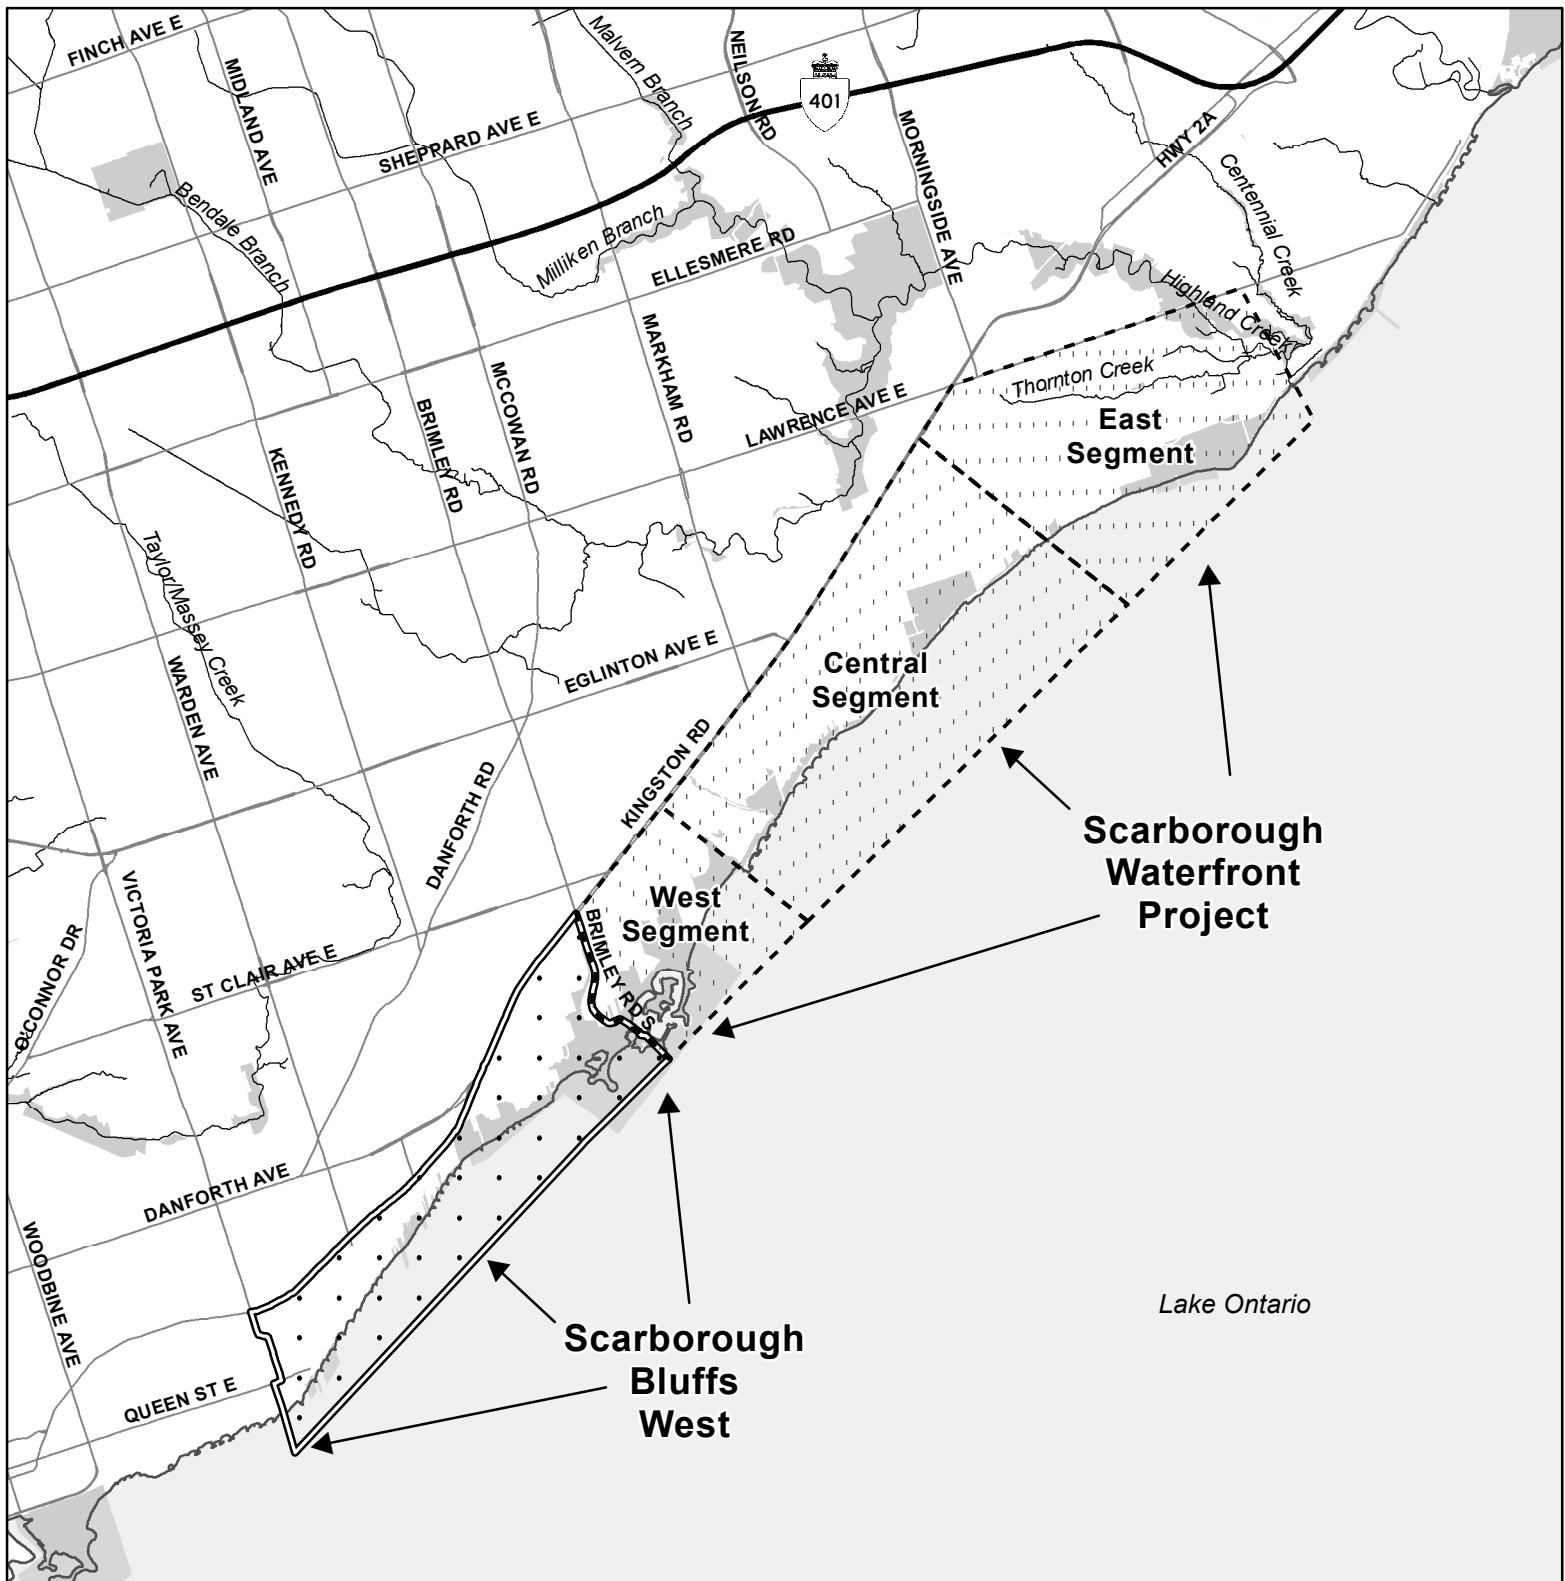 FINCH AVE E
MIDLAND AVE
Malvern Branch
NEILSON RD
401
SHEPPARD AVE E
MORNINGSIDE AVE
HWY 2A
Centennial Creek
Bendale Branch
Milliken Branch
ELLESMERE RD
Highland Creek
MARKHAM RD
MCCOWAN RD
BRIMLEY RD
LAWRENCE AVE E
Thornton Creek
East
Segment
KENNEDY RD
Taylor/Massey Creek
WARDEN AVE
EGLINTON AVE E
Central
Segment
KINGSTON RD
DANFORTH RD
Scarborough
Waterfront
Project
West
Segment
BRIMLEY RD S
VICTORIA PARK AVE
O'CONNOR DR
ST CLAIR AVE E
DANFORTH AVE
WOODBINE AVE
QUEEN ST E
Scarborough
Bluffs
West
Lake Ontario